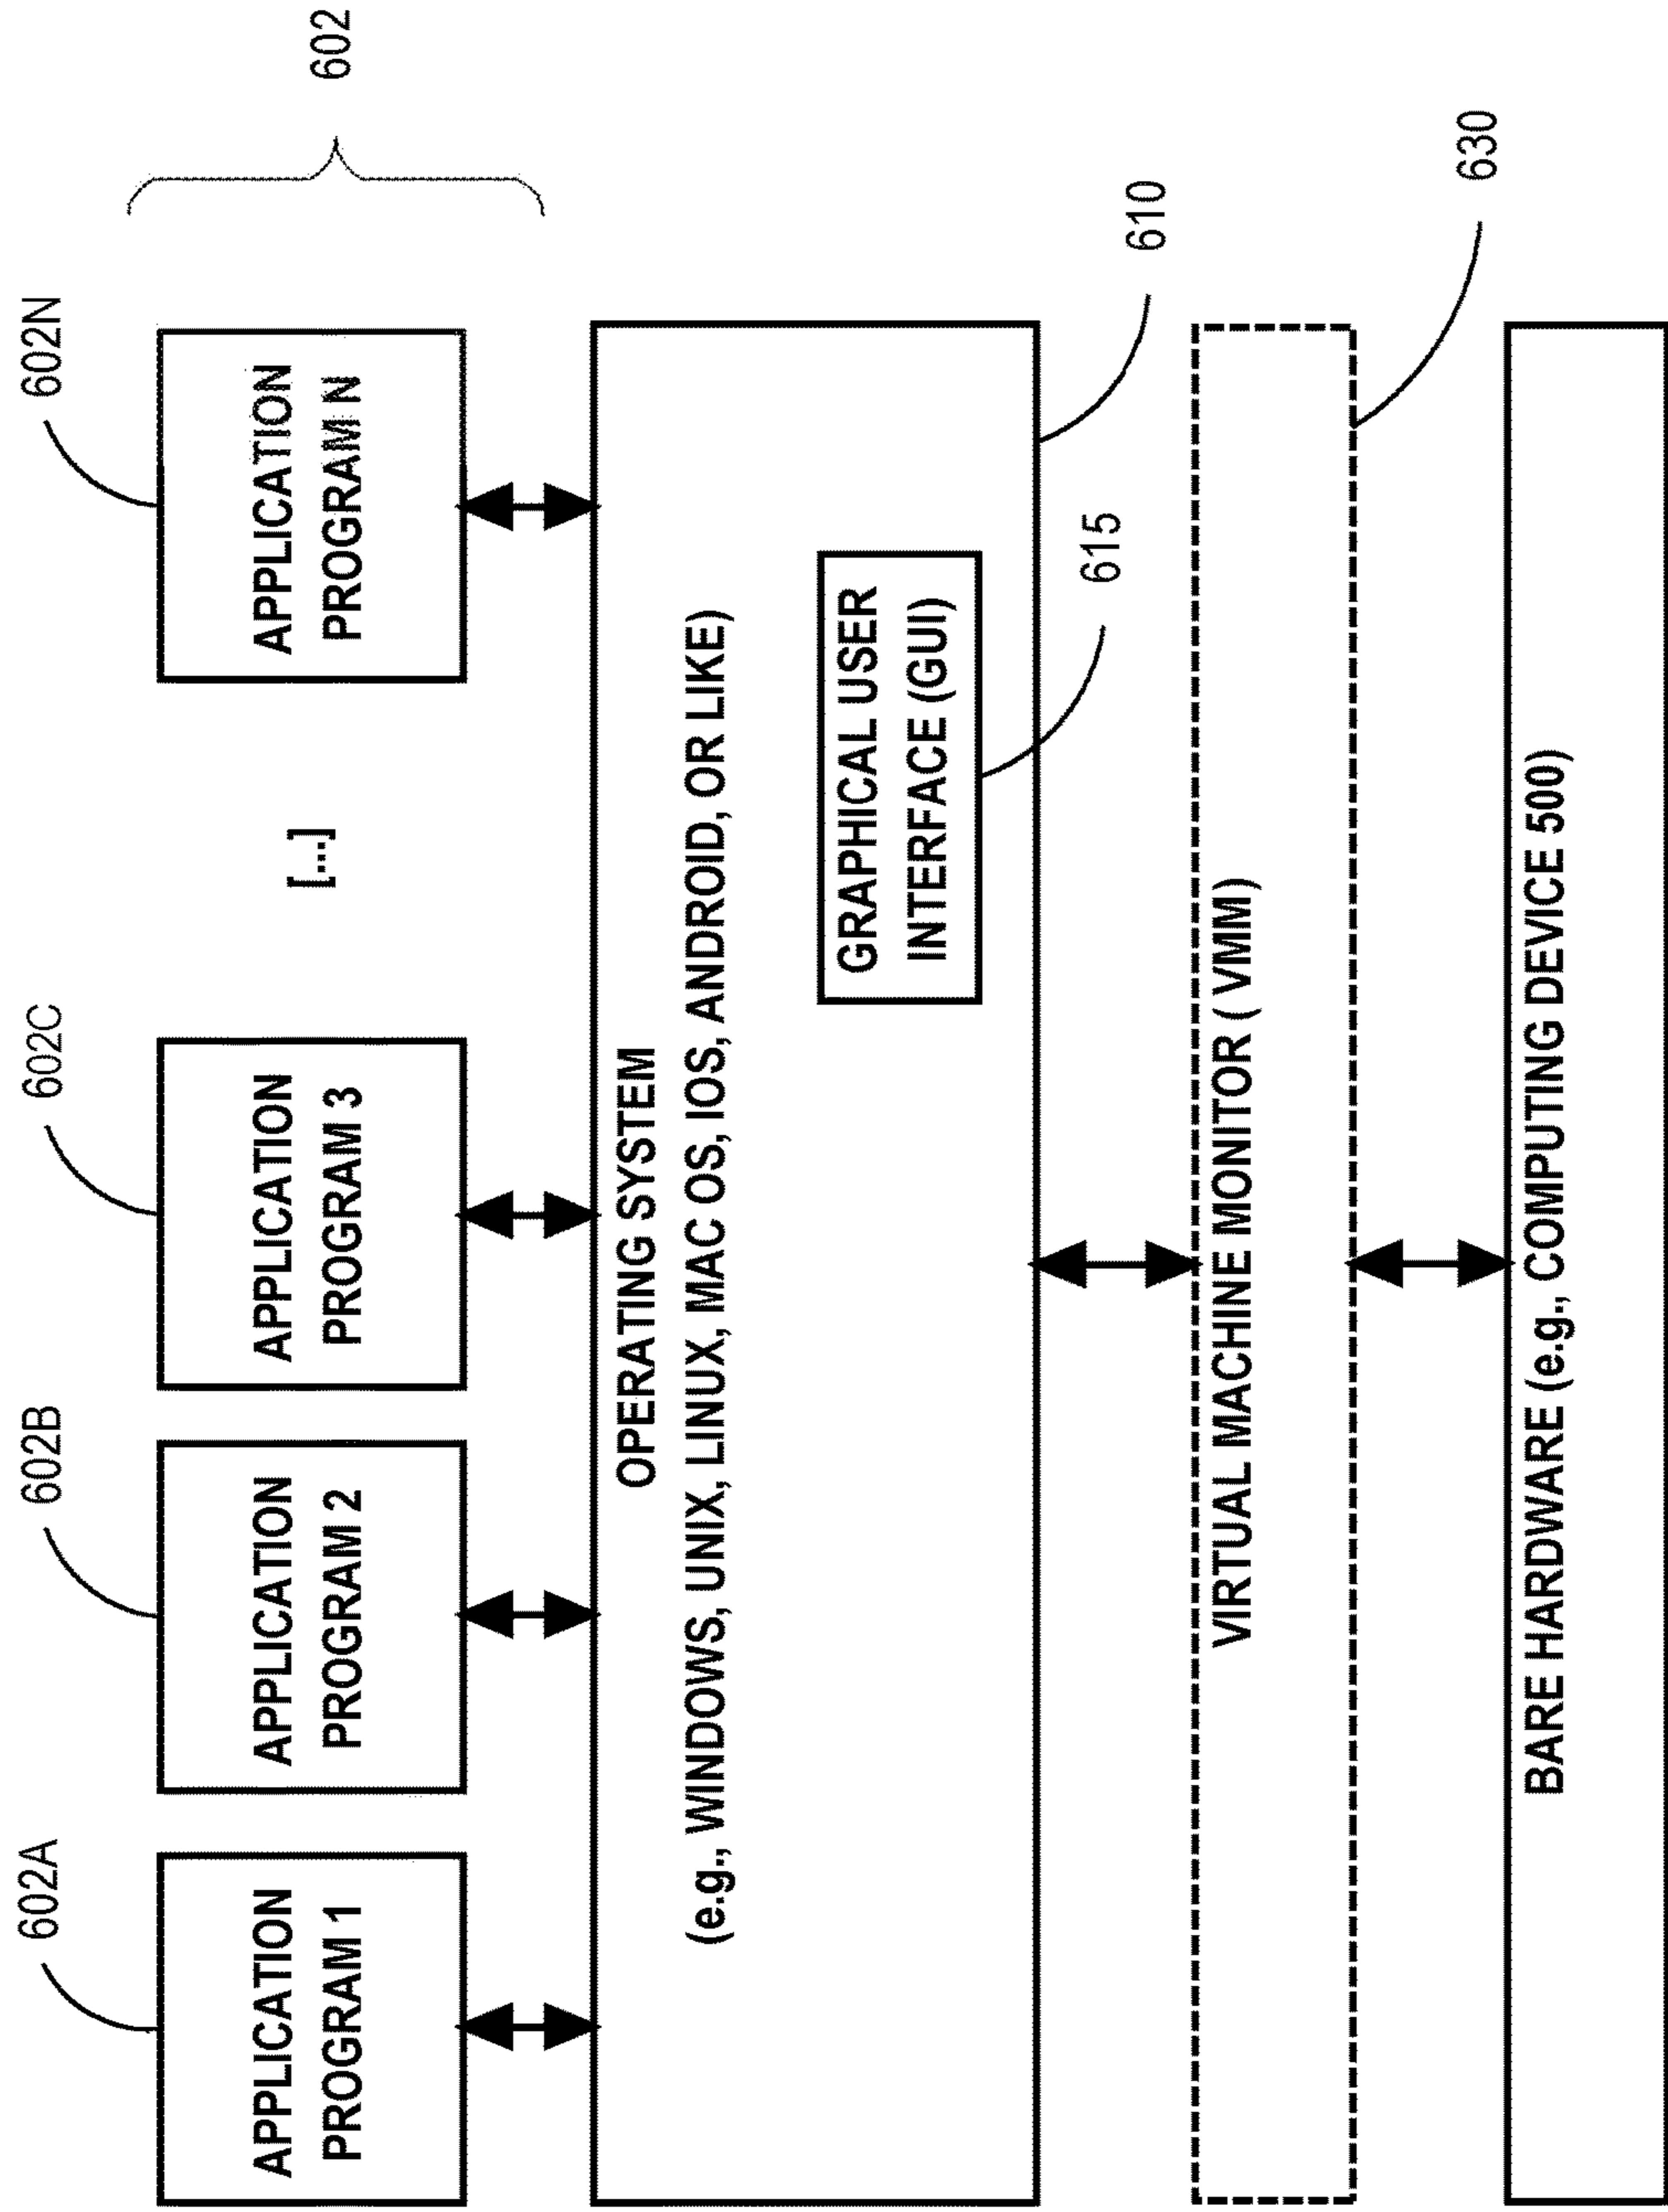 602A
602B
602C
602N
602
APPLICATION
PROGRAM 1
APPLICATION
PROGRAM 2
APPLICATION
PROGRAM 3
[...]
APPLICATION
PROGRAM N
OPERATING SYSTEM
(e.g., WINDOWS, UNIX, LINUX, MAC OS, IOS, ANDROID, OR LIKE)
GRAPHICAL USER
INTERFACE (GUI)
615
610
VIRTUAL MACHINE MONITOR ( VMM)
630
BARE HARDWARE (e.g., COMPUTING DEVICE 500)